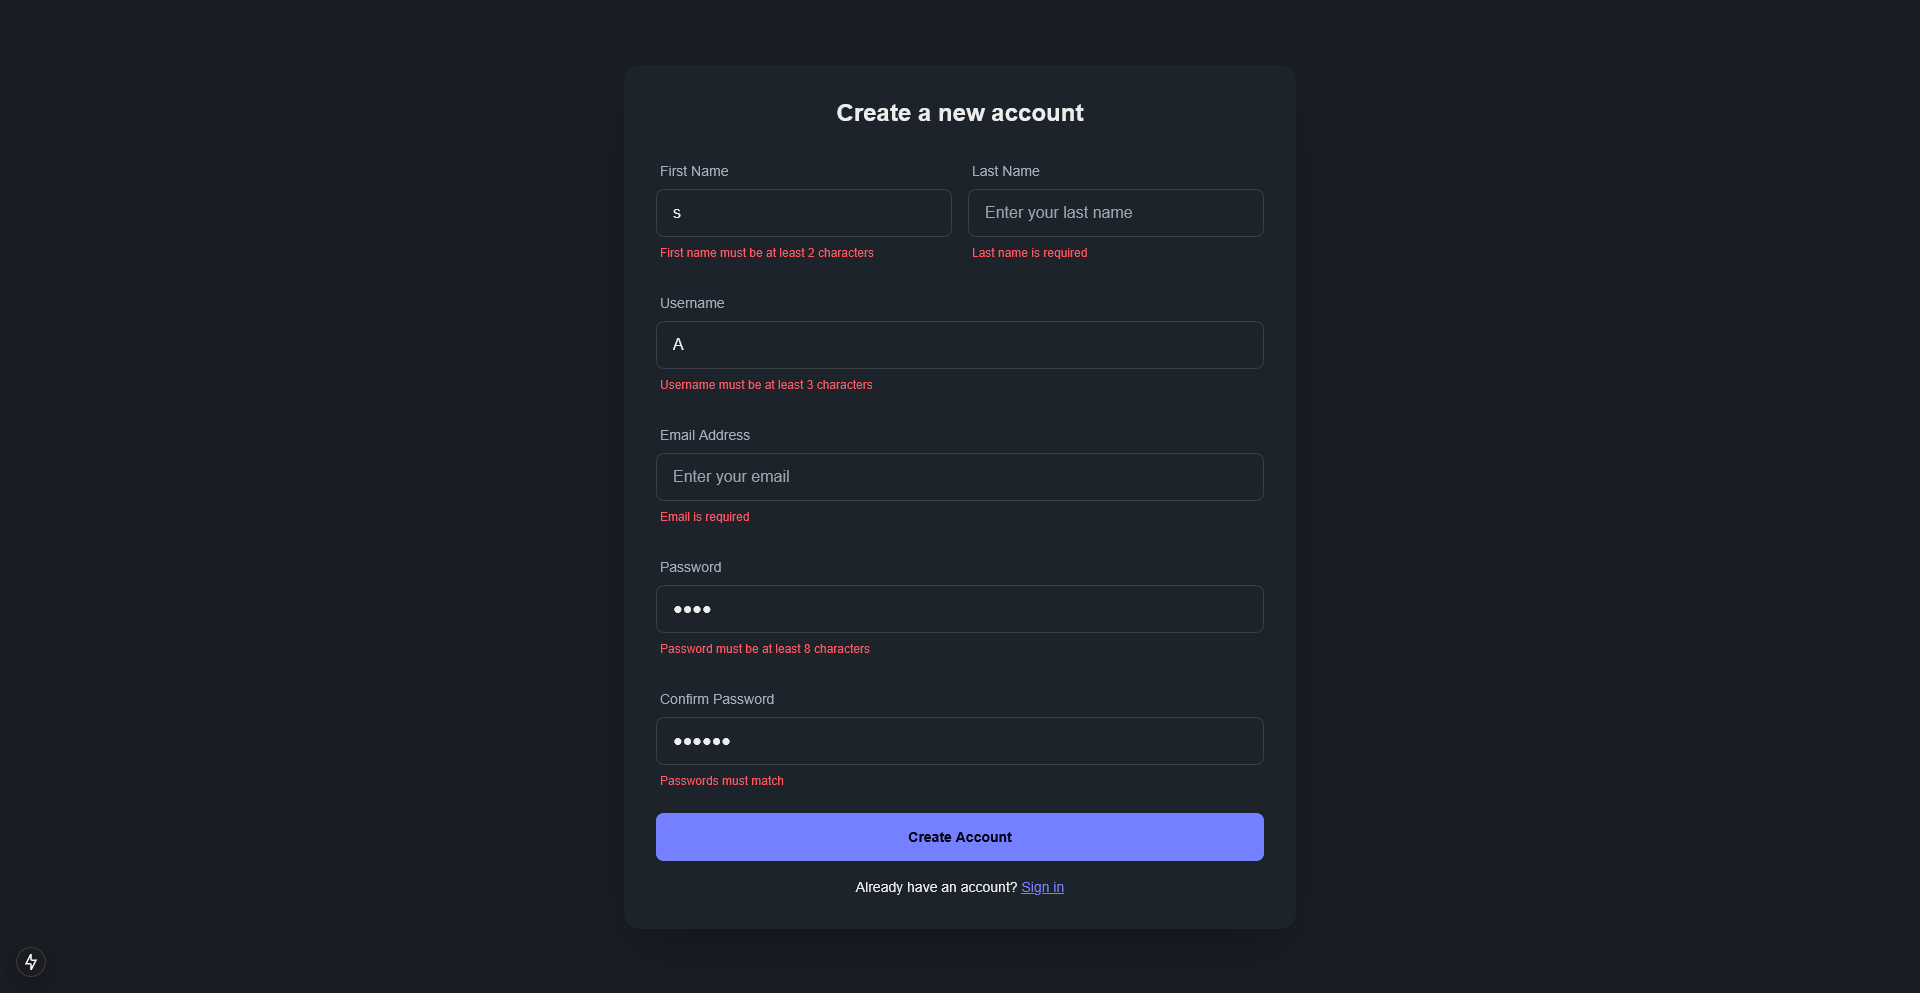 Create a new account
First Name
Last Name
s
Enter your last name
First name must be at least 2 characters
Last name is required
Username
A
Username must be at least 3 characters
Email Address
Enter your email
Email is required
Password
●●●●
Password must be at least 8 characters
Confirm Password
●●●●●●
Passwords must match
Create Account
Already have an account? Sign in